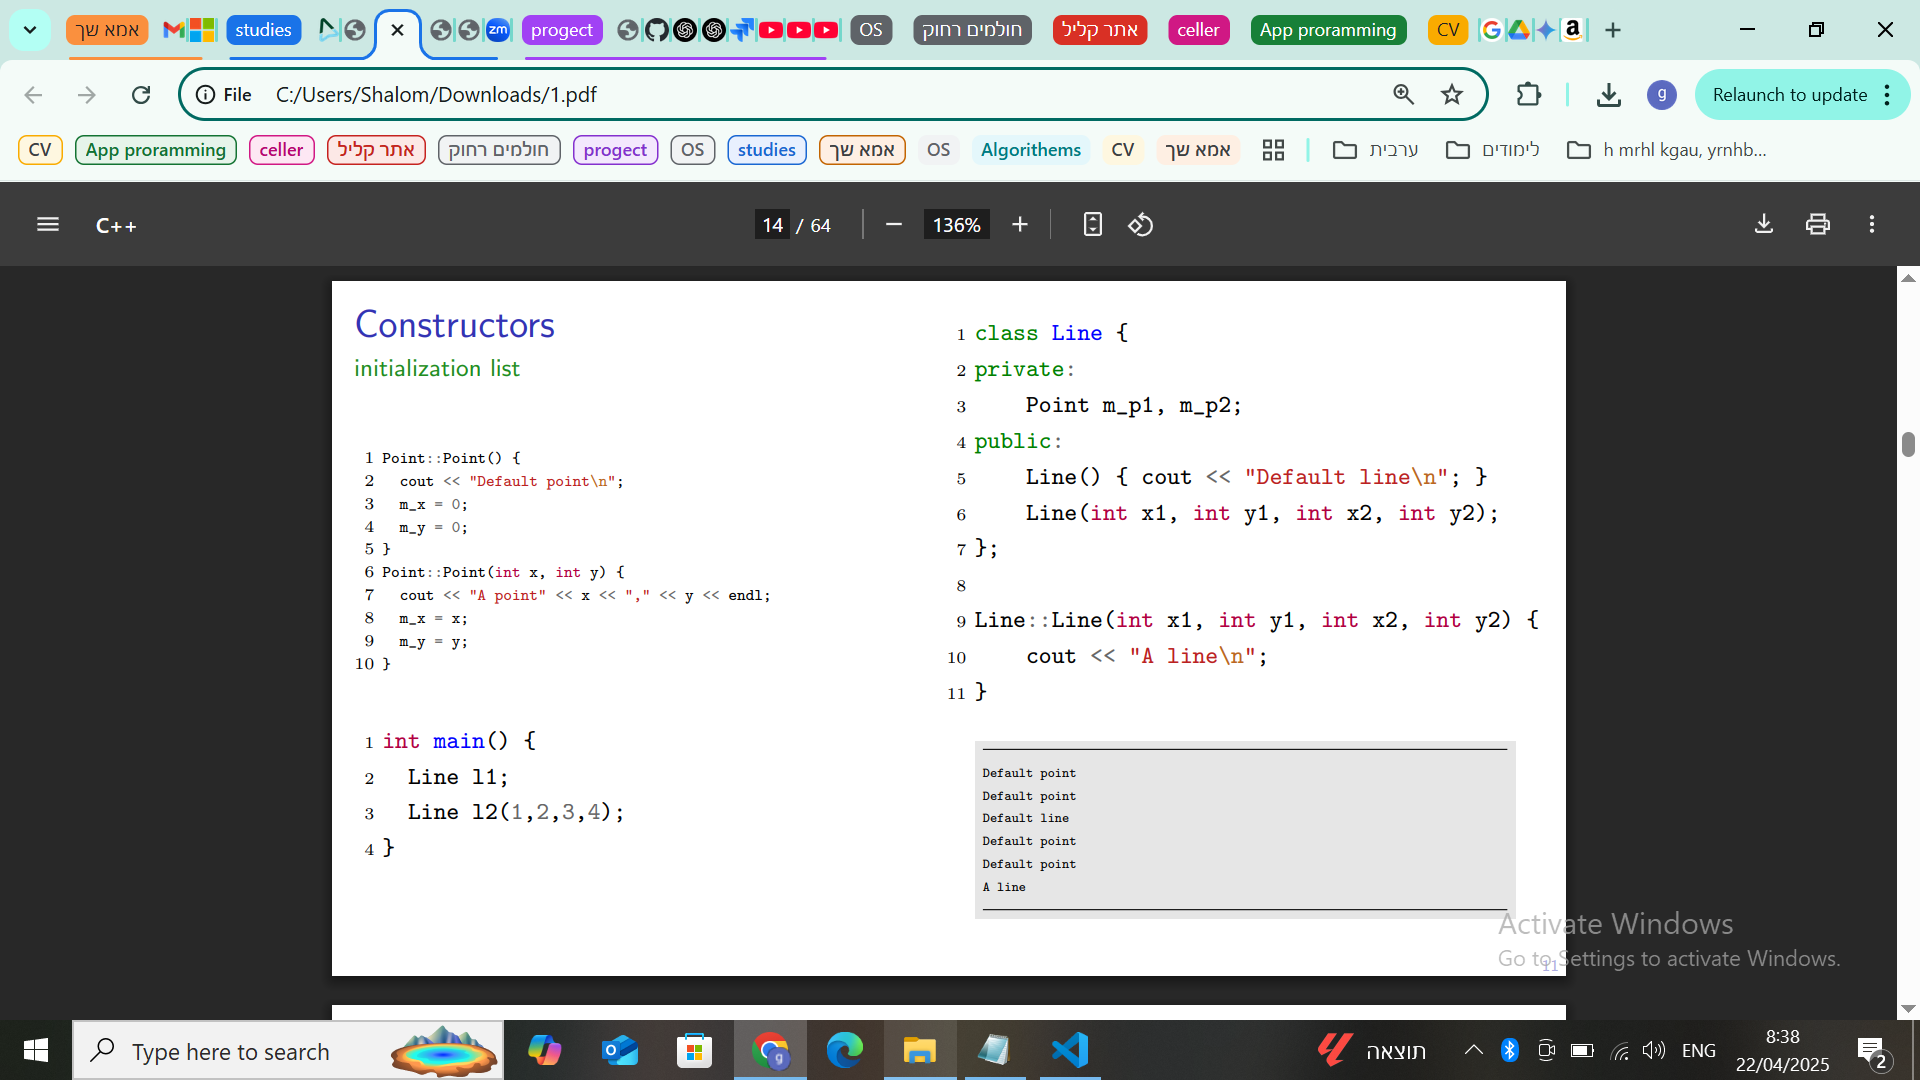 אמא שך
studies
zm
progect
OS
חולמים רחוק
אתר קליל
celler
App proramming
CV
File C:/Users/Shalom/Downloads/1.pdf
g
Relaunch to update
CV
App proramming
celler
אתר קליל
חולמים רחוק
progect
OS
studies
אמא שך
OS
Algorithems
CV
אמא שך
ערבית
לימודים
h mrhl kgau, yrnhb...
C++
14 / 64
136%
Constructors
initialization list
1 Point::Point() {
2 cout << "Default point\n";
3 m_x = 0;
4 m_y = 0;
5 }
6 Point::Point(int x, int y) {
7 cout << "A point" << x << "," << y << endl;
8 m_x = x;
9 m_y = y;
10 }
1 int main() {
2 Line l1;
3 Line l2(1,2,3,4);
4 }
1 class Line {
2 private:
3 Point m_p1, m_p2;
4 public:
5 Line() { cout << "Default line\n"; }
6 Line(int x1, int y1, int x2, int y2);
7 };
8
9 Line::Line(int x1, int y1, int x2, int y2) {
10 cout << "A line\n";
11 }
Default point
Default point
Default line
Default point
Default point
A line
11
Activate Windows
Go to Settings to activate Windows.
Type here to search
g
תוצאה
ENG
8:38
22/04/2025
2